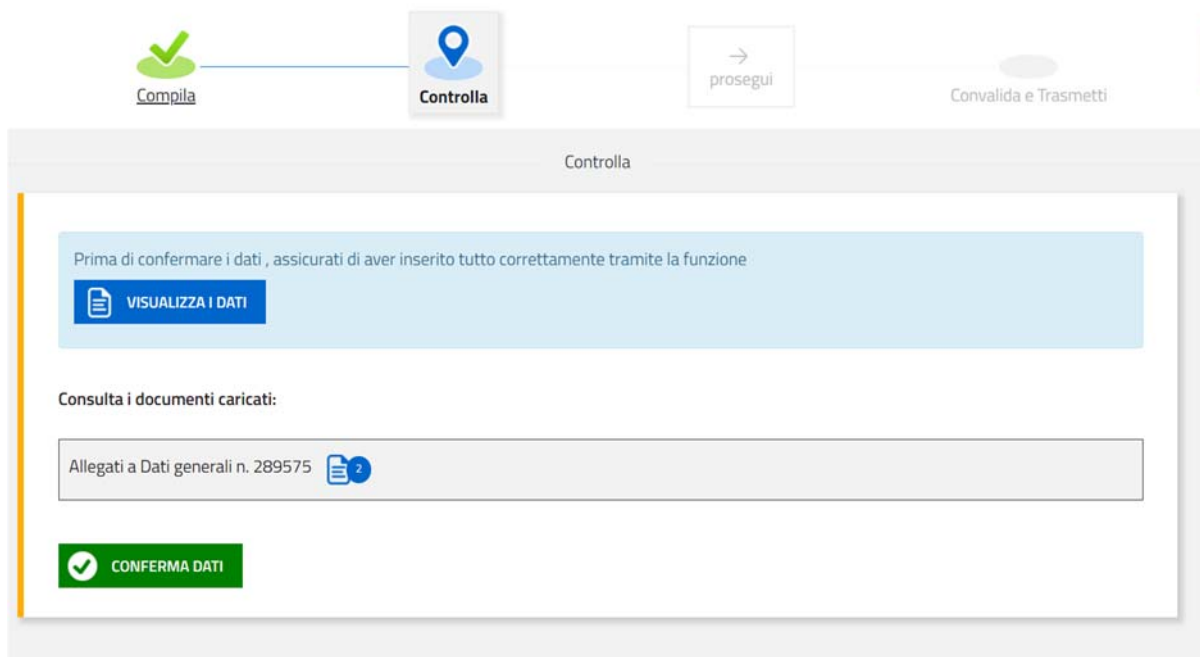 Compila
Controlla
→
prosegui
Convalida e Trasmetti
Controlla
Prima di confermare i dati , assicurati di aver inserito tutto correttamente tramite la funzione
VISUALIZZA I DATI
Consulta i documenti caricati:
Allegati a Dati generali n. 289575 2
CONFERMA DATI